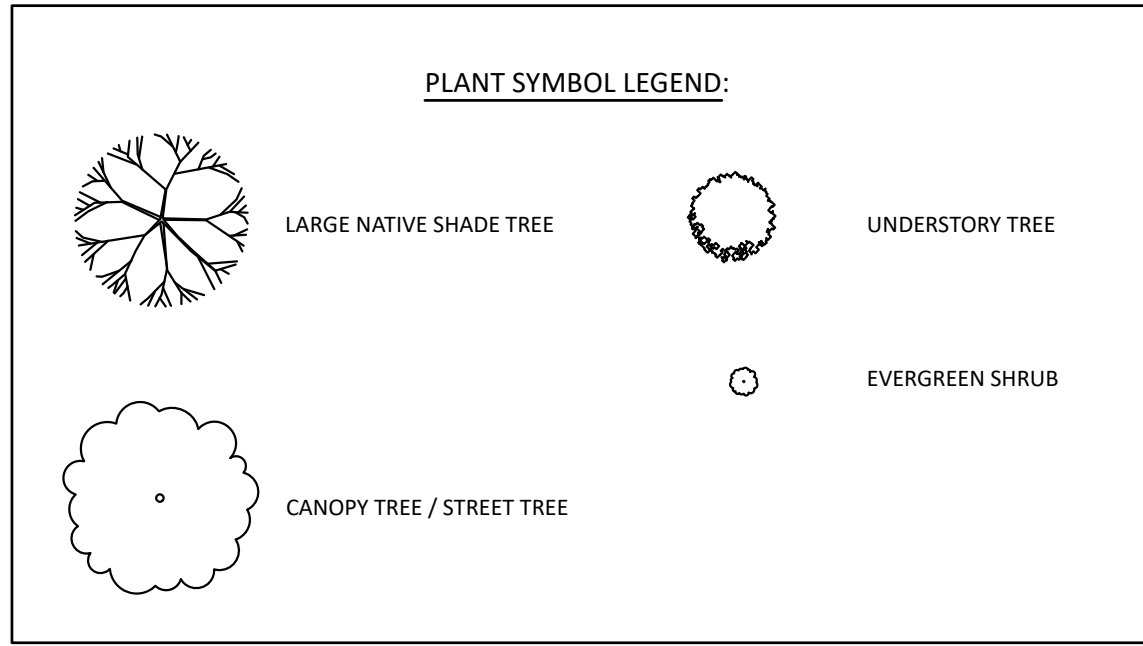 PLANT SYMBOL LEGEND:
LARGE NATIVE SHADE TREE
UNDERSTORY TREE
EVERGREEN SHRUB
CANOPY TREE / STREET TREE